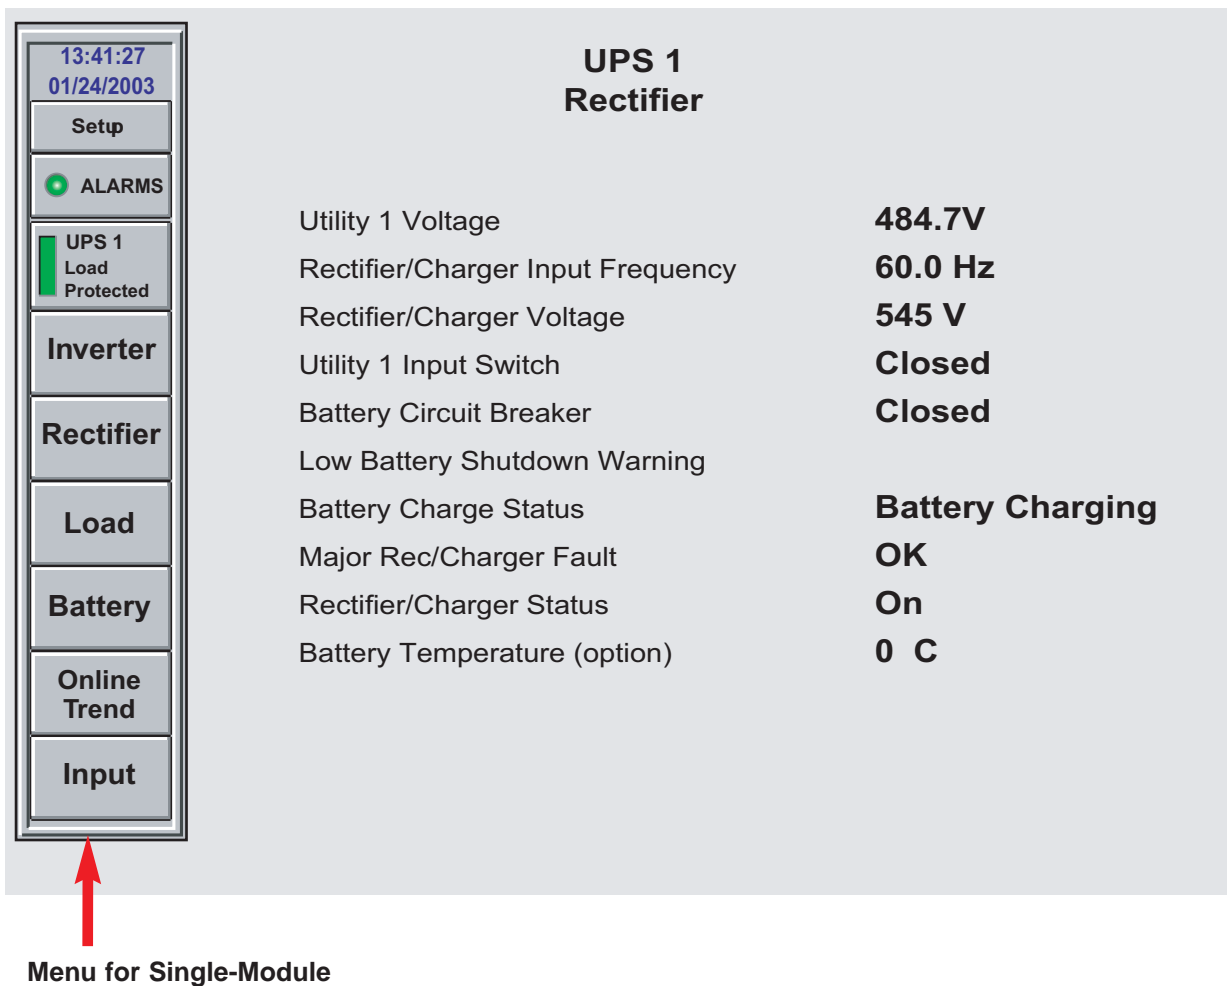 13:41:27
01/24/2003
Setup
ALARMS
UPS 1
Load
Protected
Inverter
Rectifier
Load
Battery
Online
Trend
Input
UPS 1
Rectifier
Utility 1 Voltage 484.7V
Rectifier/Charger Input Frequency 60.0 Hz
Rectifier/Charger Voltage 545 V
Utility 1 Input Switch Closed
Battery Circuit Breaker Closed
Low Battery Shutdown Warning
Battery Charge Status Battery Charging
Major Rec/Charger Fault OK
Rectifier/Charger Status On
Battery Temperature (option) 0 C
Menu for Single-Module